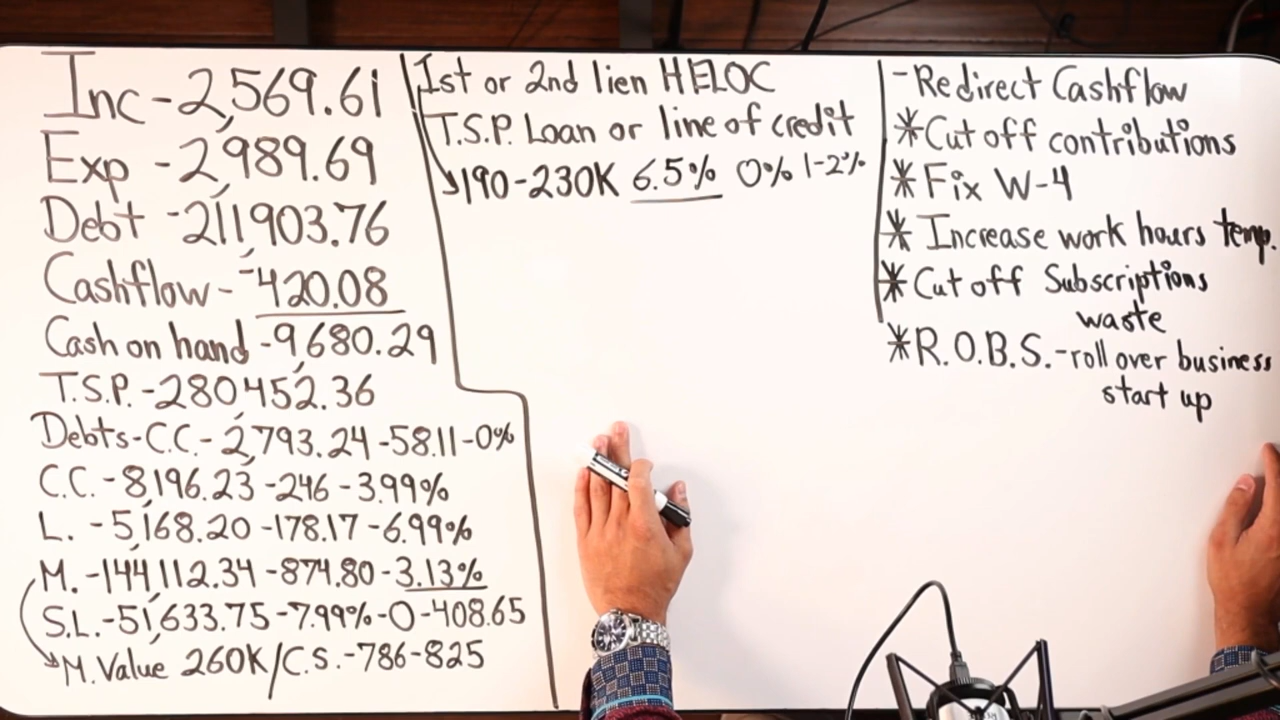 Inc - 2,569.61
Exp - 2,989.69
Debt - 211,903.76
Cashflow - -420.08
Cash on hand - 9,680.29
T.S.P. - 280,452.36
Debts - C.C. - 2,793.24 - 58.11 - 0%
C.C. - 8,196.23 - 246 - 3.99%
L. - 5,168.20 - 178.17 - 6.99%
M. - 144,112.34 - 874.80 - 3.13%
S.L. - 51,633.75 - 7.99% - 0 - 408.65
M. Value 260K/C.S. - 786 - 825
1st or 2nd lien HELOC
T.S.P. Loan or line of credit
190-230K 6.5% 0% 1-2%
- Redirect Cashflow
* Cut off contributions
* Fix W-4
* Increase work hours temp.
* Cut off Subscriptions
waste
* R.O.B.S. - roll over business
start up